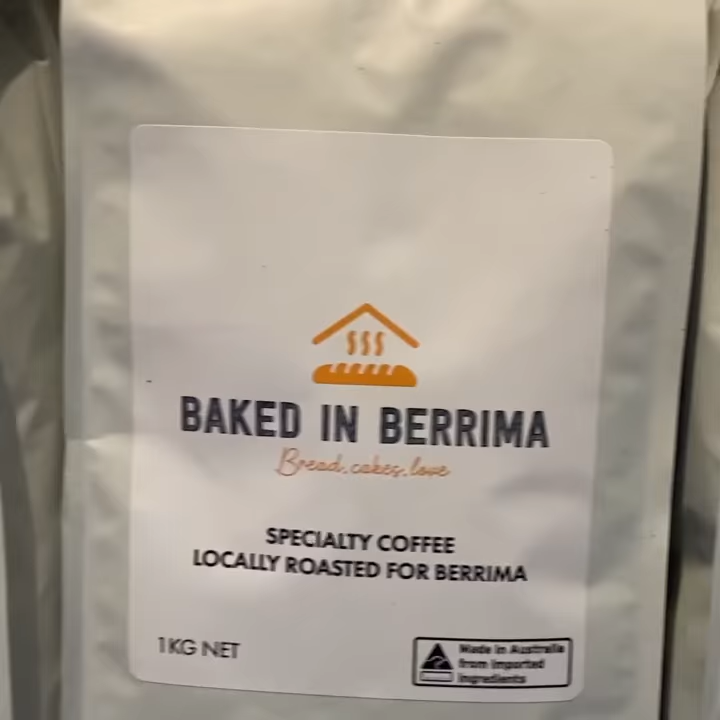 BAKED IN BERRIMA
Bread.cakes.love
SPECIALTY COFFEE
LOCALLY ROASTED FOR BERRIMA
1KG NET
Made in Australia
from imported
ingredients